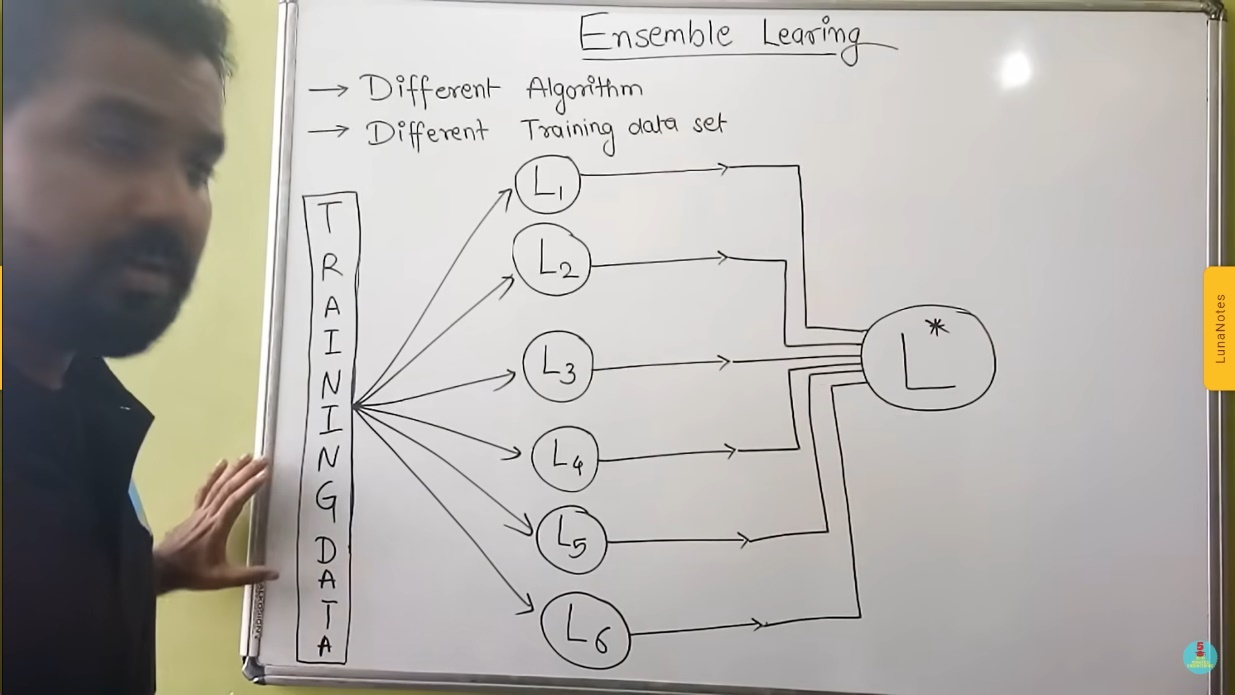 Ensemble Learing
→ Different Algorithm
→ Different Training data set
TRAINING DATA
L1
L2
L3
L4
L5
L6
L*
LunaNotes